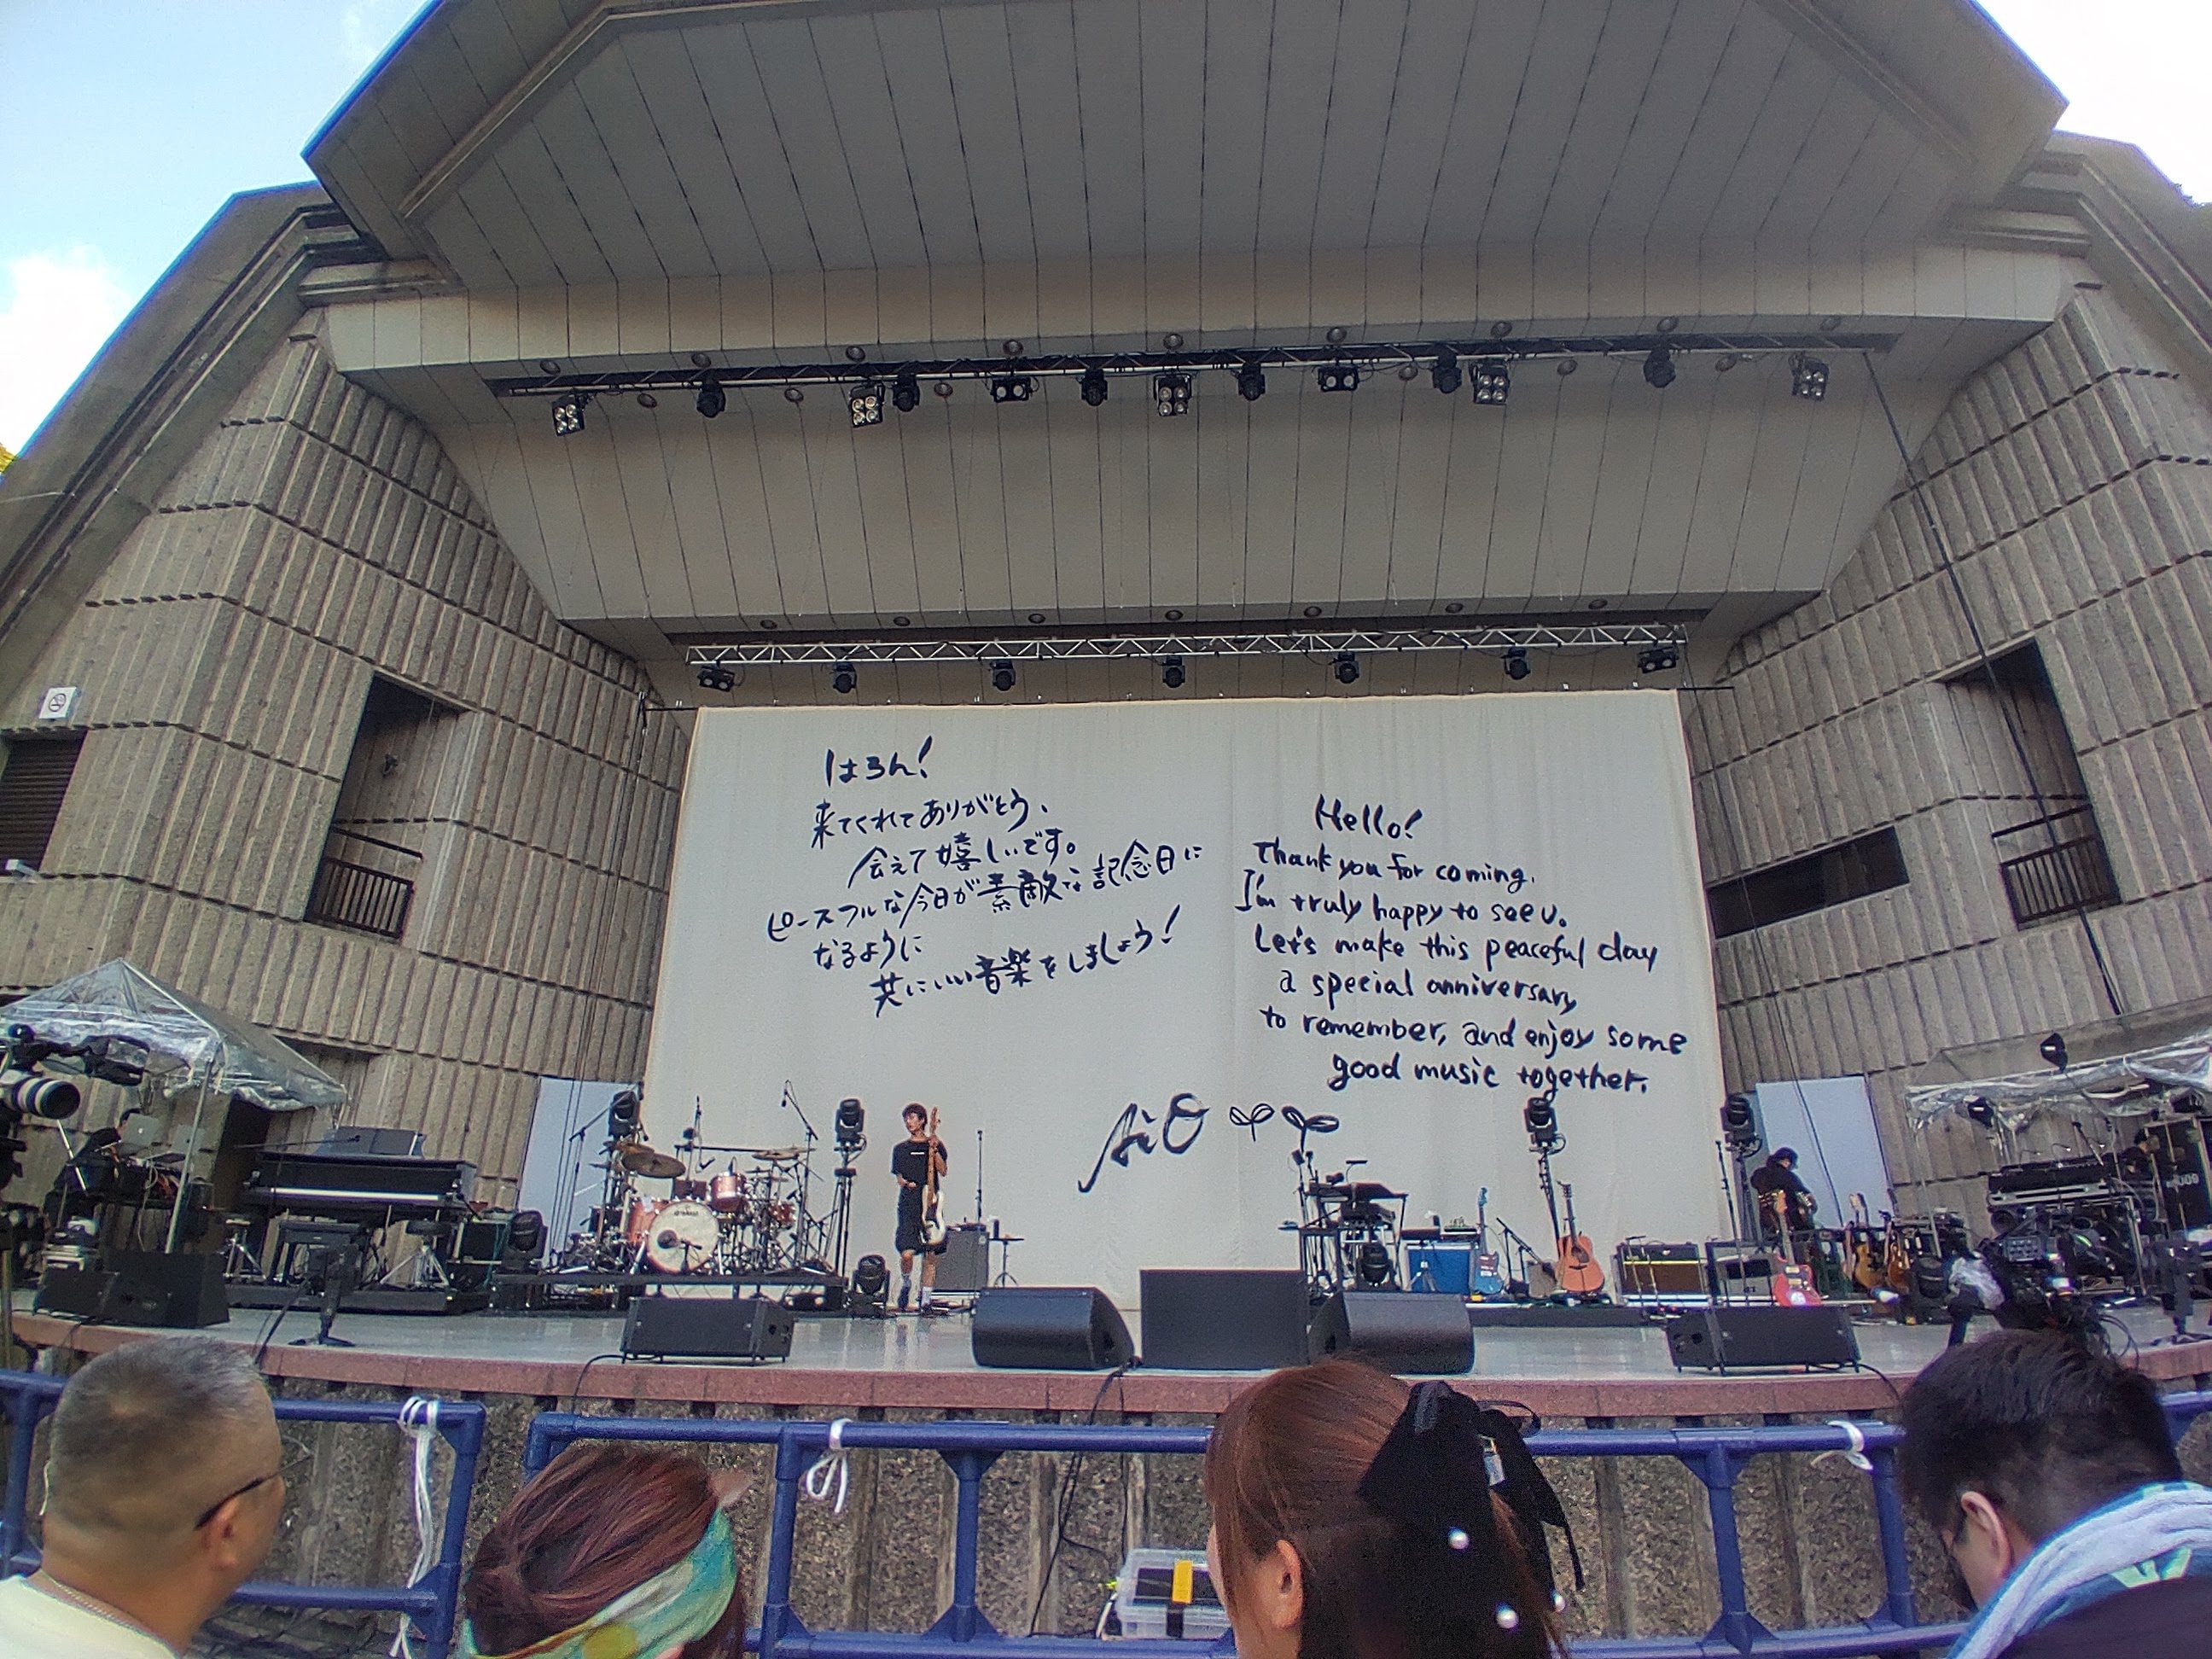 はろん!
来てくれてありがとう、
会えて嬉しいです。
ピースフルな今日が素敵な記念日に
なるように
共にいい音楽をしましょう!
Hello!
Thank you for coming.
I'm truly happy to see u.
Let's make this peaceful day
a special anniversary
to remember, and enjoy some
good music together.
YAMAHA